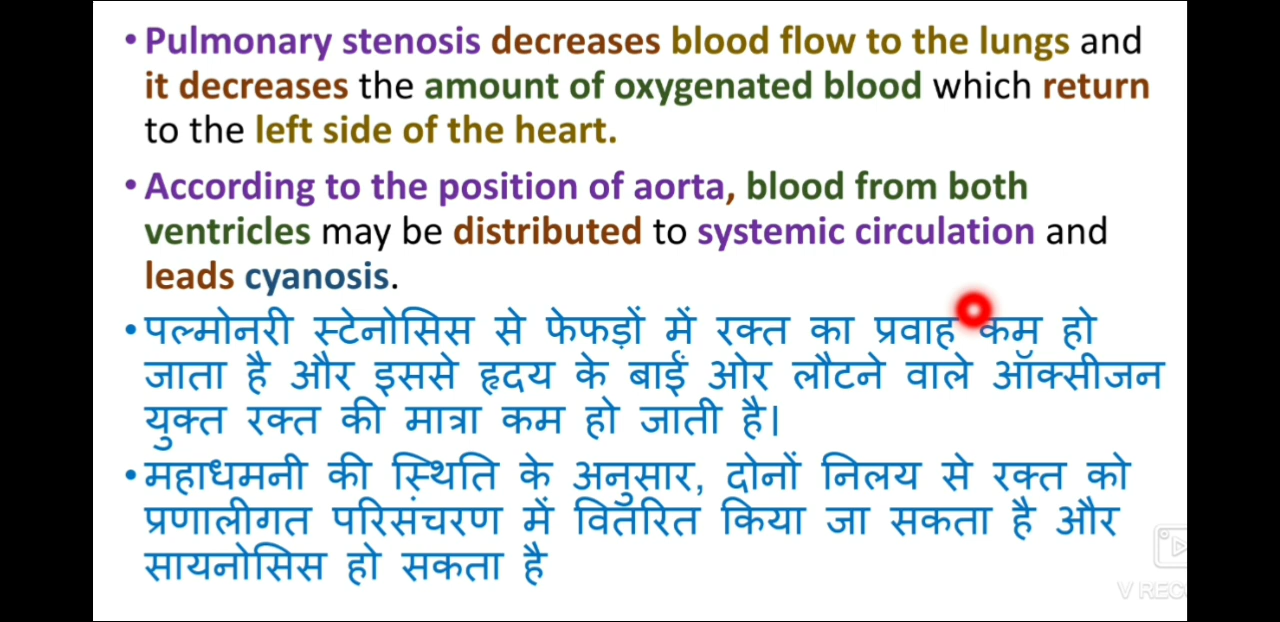 • Pulmonary stenosis decreases blood flow to the lungs and
it decreases the amount of oxygenated blood which return
to the left side of the heart.
• According to the position of aorta, blood from both
ventricles may be distributed to systemic circulation and
leads cyanosis.
• पल्मोनरी स्टेनोसिस से फेफड़ों में रक्त का प्रवाह कम हो
जाता है और इससे हृदय के बाईं ओर लौटने वाले ऑक्सीजन
युक्त रक्त की मात्रा कम हो जाती है।
• महाधमनी की स्थिति के अनुसार, दोनों निलय से रक्त को
प्रणालीगत परिसंचरण में वितरित किया जा सकता है और
सायनोसिस हो सकता है
V REC